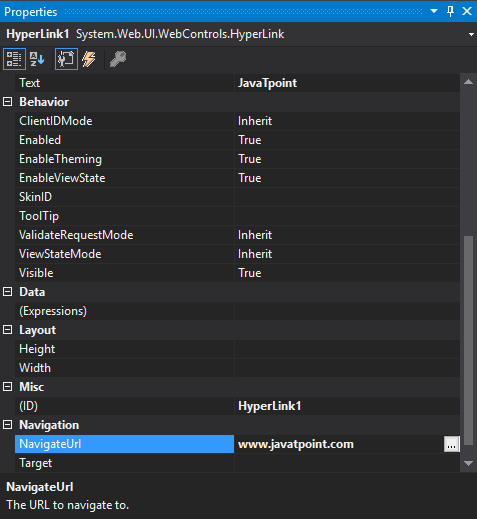 Properties
HyperLink1 System.Web.UI.WebControls.HyperLink
Text JavaTpoint
Behavior
ClientIDMode Inherit
Enabled True
EnableTheming True
EnableViewState True
SkinID
ToolTip
ValidateRequestMode Inherit
ViewStateMode Inherit
Visible True
Data
(Expressions)
Layout
Height
Width
Misc
(ID) HyperLink1
Navigation
NavigateUrl www.javatpoint.com ...
Target
NavigateUrl
The URL to navigate to.